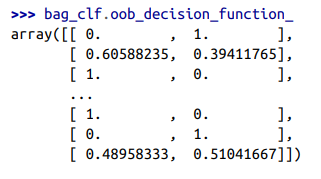 >>> bag_clf.oob_decision_function_
array([[ 0.        ,  1.        ],
       [ 0.60588235,  0.39411765],
       [ 1.        ,  0.        ],
       ...
       [ 1.        ,  0.        ],
       [ 0.        ,  1.        ],
       [ 0.48958333,  0.51041667]])